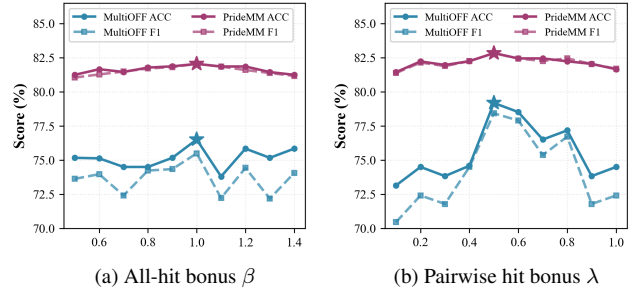 MultiOFF ACC PrideMM ACC
MultiOFF F1 PrideMM F1
Score (%)
85.0
82.5
80.0
77.5
75.0
72.5
70.0
0.6 0.8 1.0 1.2 1.4
(a) All-hit bonus β
MultiOFF ACC PrideMM ACC
MultiOFF F1 PrideMM F1
Score (%)
85.0
82.5
80.0
77.5
75.0
72.5
70.0
0.2 0.4 0.6 0.8 1.0
(b) Pairwise hit bonus λ